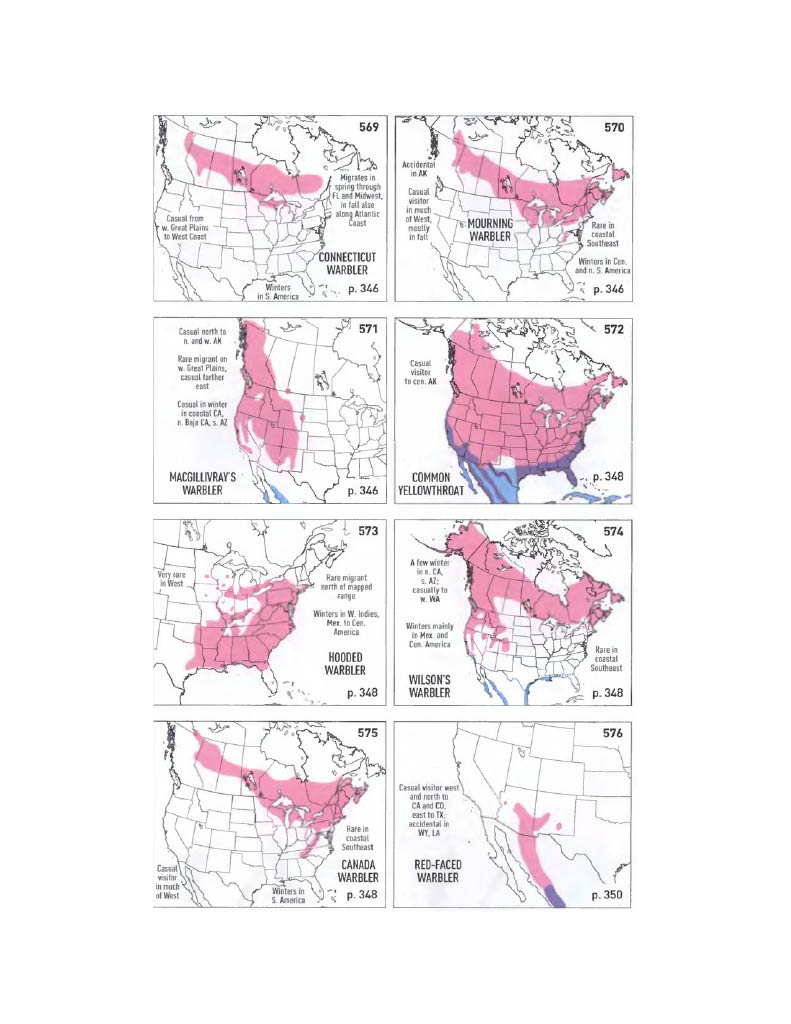 569
Migrates in
spring through
FL and Midwest,
in fall also
along Atlantic
Coast
Casual from
w. Great Plains
to West Coast
CONNECTICUT
WARBLER
Winters
in S. America
p. 346
570
Accidental
in AK
Casual
visitor
in much
of West,
mostly
in fall
MOURNING
WARBLER
Rare in
coastal
Southeast
Winters in Cen.
and n. S. America
p. 346
571
Casual north to
n. and w. AK
Rare migrant on
w. Great Plains,
casual farther
east
Casual in winter
in coastal CA,
n. Baja CA, s. AZ
MACGILLIVRAY'S
WARBLER
p. 346
572
Casual
visitor
to cen. AK
COMMON
YELLOWTHROAT
p. 348
573
Very rare
in West
Rare migrant
north of mapped
range
Winters in W. Indies,
Mex. to Cen.
America
HOODED
WARBLER
p. 348
574
A few winter
in n. CA,
s. AZ;
casually to
w. WA
Winters mainly
in Mex. and
Cen. America
Rare in
coastal
Southeast
WILSON'S
WARBLER
p. 348
575
Rare in
coastal
Southeast
CANADA
WARBLER
Casual
visitor
in much
of West
Winters in
S. America
p. 348
576
Casual visitor west
and north to
CA and CO,
east to TX;
accidental in
WY, LA
RED-FACED
WARBLER
p. 350